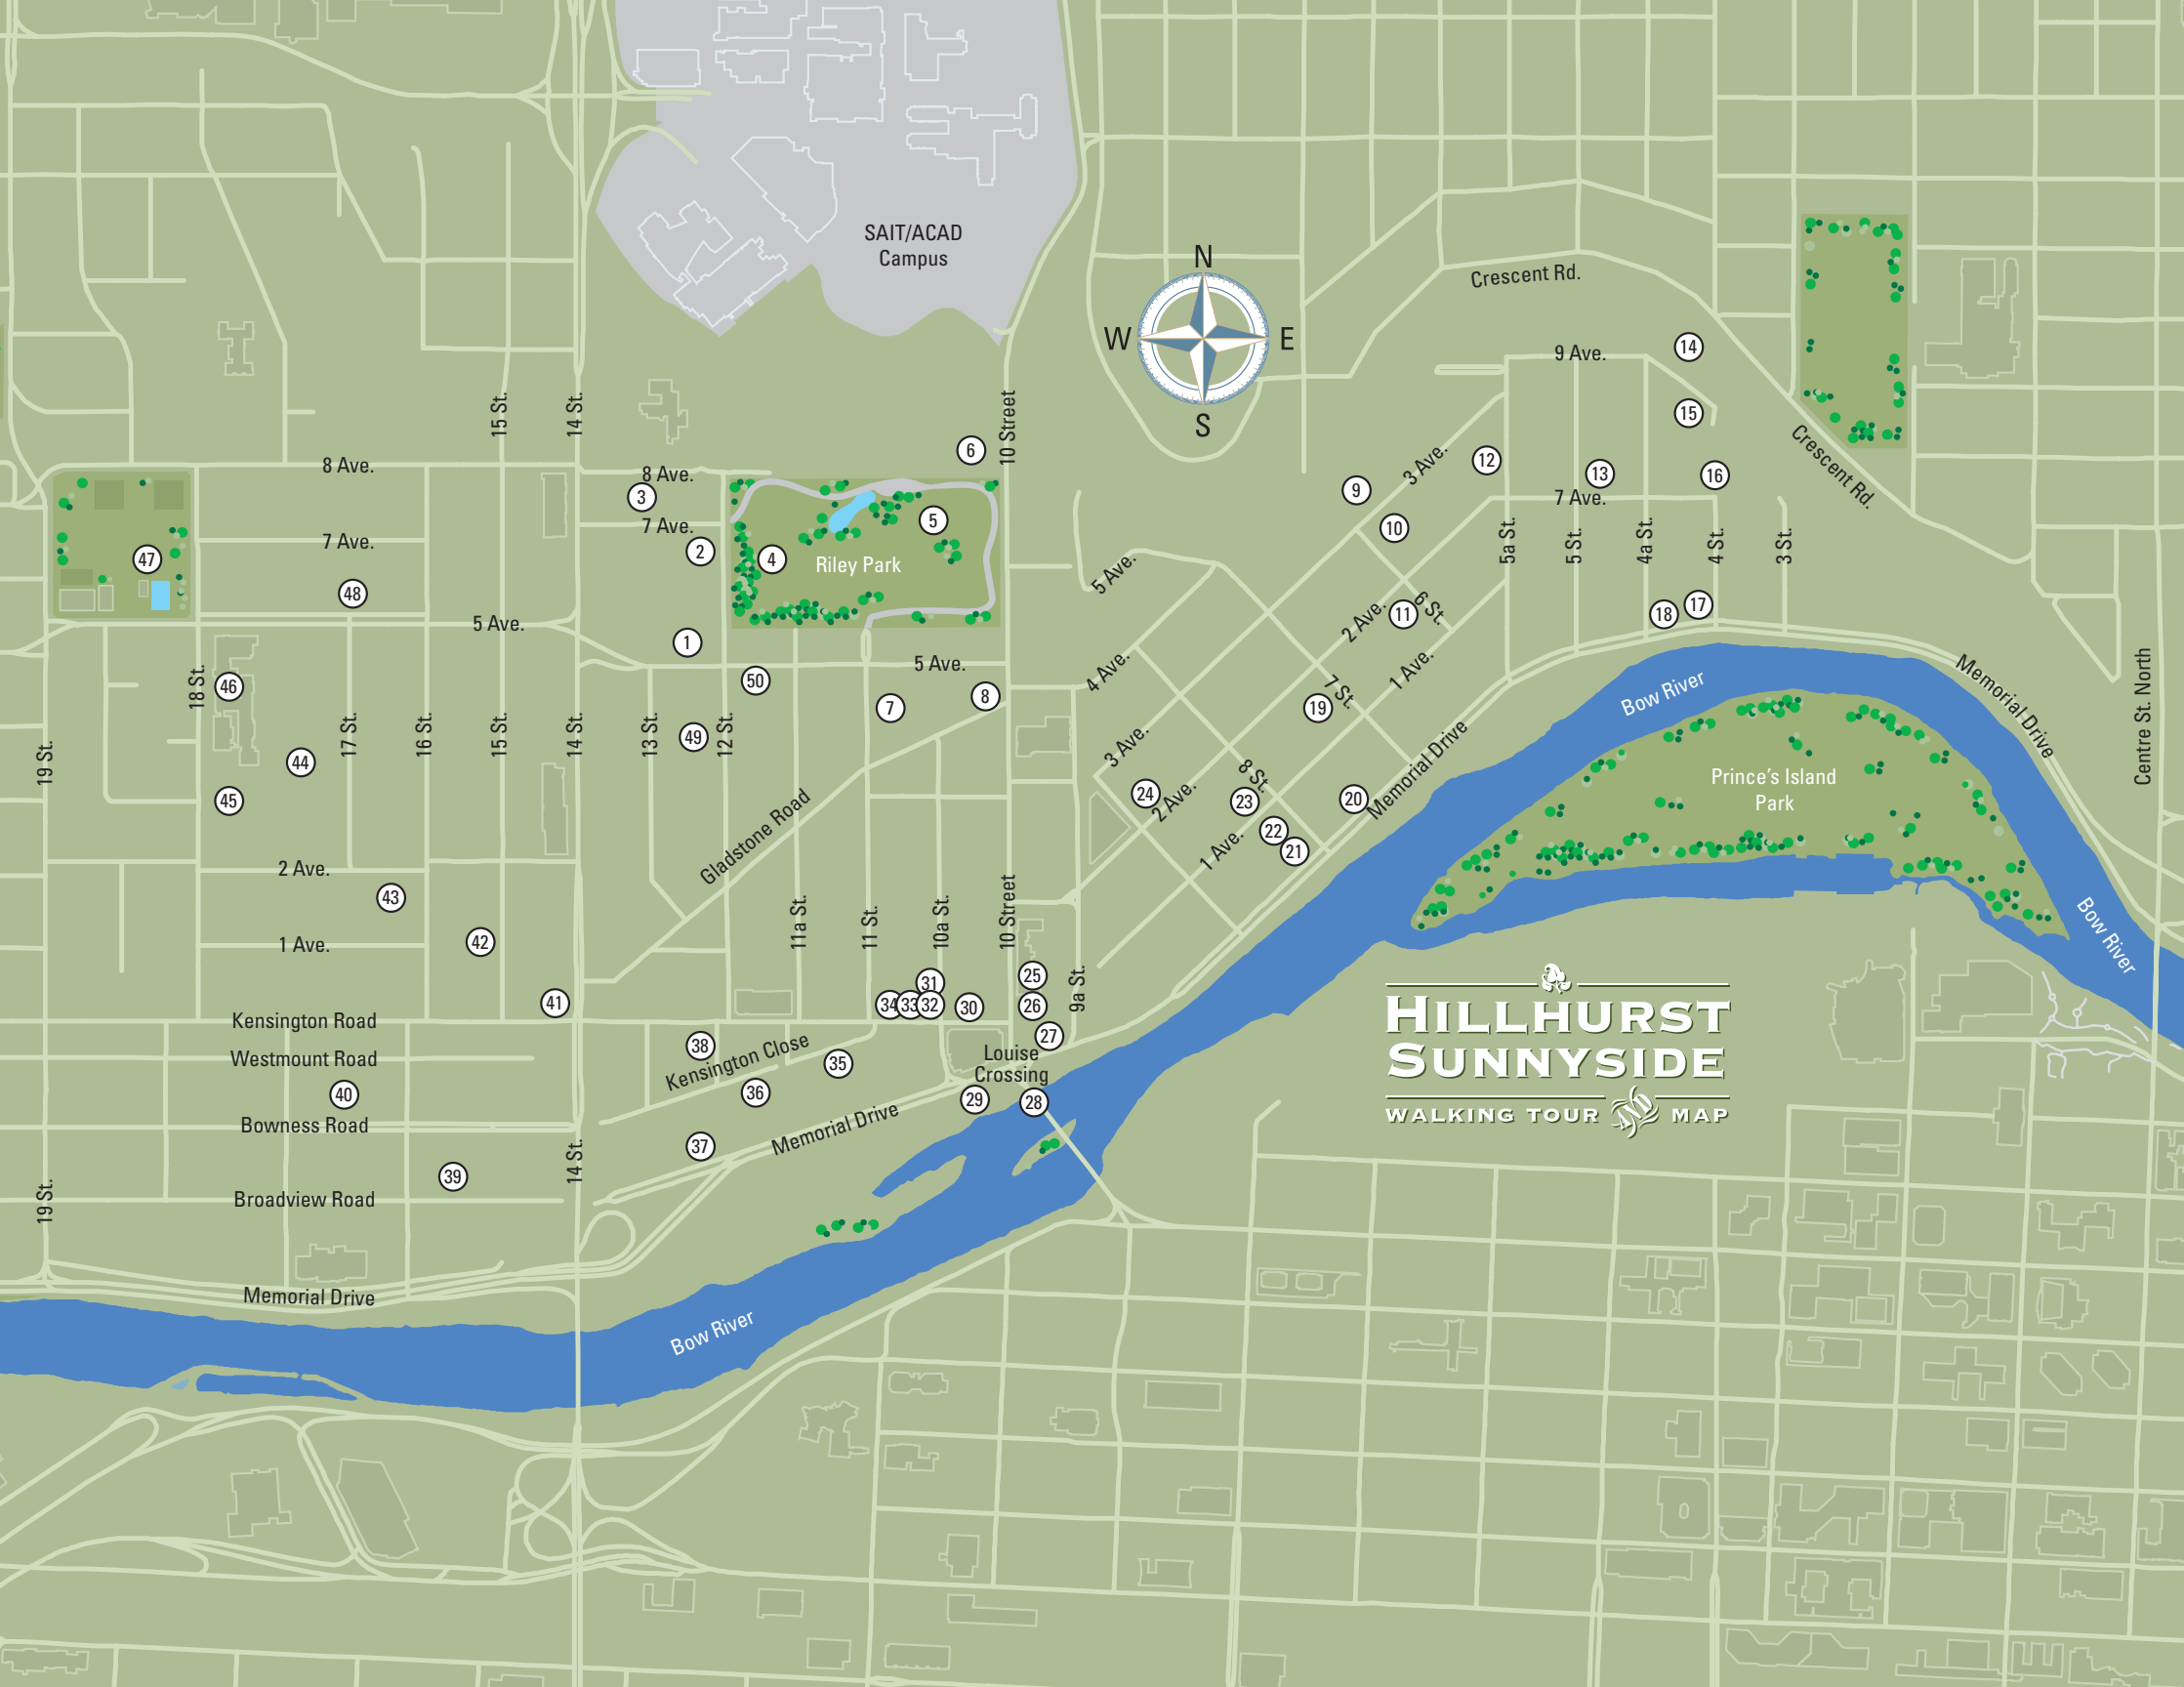 SAIT/ACAD
Campus
N
W
E
S
Crescent Rd.
9 Ave.
14
15
Crescent Rd.
15 St.
14 St.
10 Street
6
3 Ave.
12
13
16
8 Ave.
8 Ave.
3
9
7 Ave.
7 Ave.
7 Ave.
10
5
2
4
Riley Park
47
48
5 Ave.
5a St.
5 St.
4a St.
4 St.
3 St.
2 Ave.
11
6 St.
18
17
5 Ave.
1
5 Ave.
50
4 Ave.
1 Ave.
7 St.
19
Bow River
Memorial Drive
Centre St. North
18 St.
46
7
8
19 St.
44
45
17 St.
16 St.
15 St.
14 St.
13 St.
49
12 St.
3 Ave.
8 St.
24
2 Ave.
23
20
Memorial Drive
Prince's Island
Park
22
21
1 Ave.
Gladstone Road
2 Ave.
43
1 Ave.
42
11a St.
11 St.
10a St.
10 Street
9a St.
Bow River
41
34
33
32
31
30
25
26
27
Kensington Road
Westmount Road
40
Bowness Road
39
Broadview Road
19 St.
14 St.
38
Kensington Close
35
36
37
Memorial Drive
Louise
Crossing
29
28
HILLHURST
SUNNYSIDE
WALKING TOUR AND MAP
Memorial Drive
Bow River